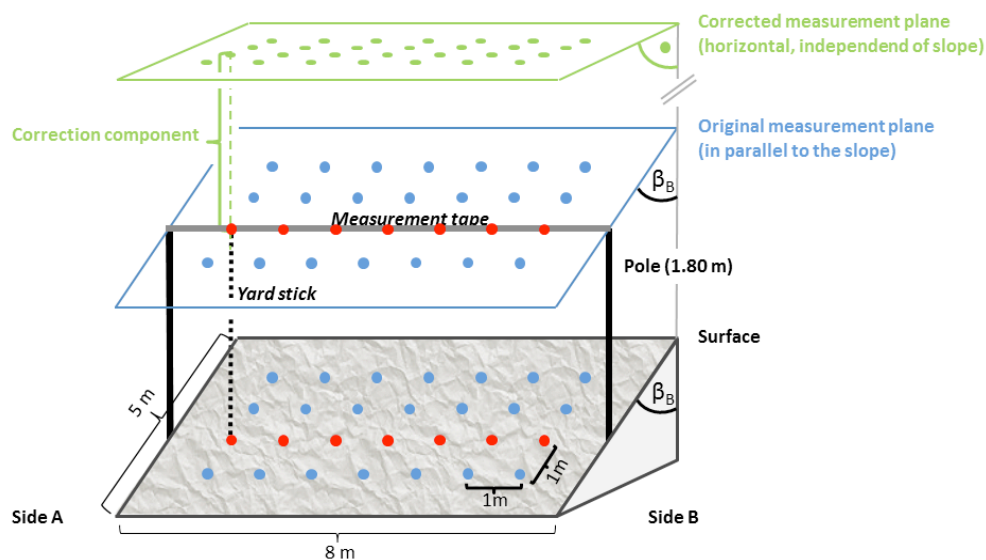 Corrected measurement plane
(horizontal, independend of slope)
Correction component
Original measurement plane
(in parallel to the slope)
βB
Measurement tape
Pole (1.80 m)
Yard stick
Surface
5 m
βB
1m
1m
Side A
Side B
8 m